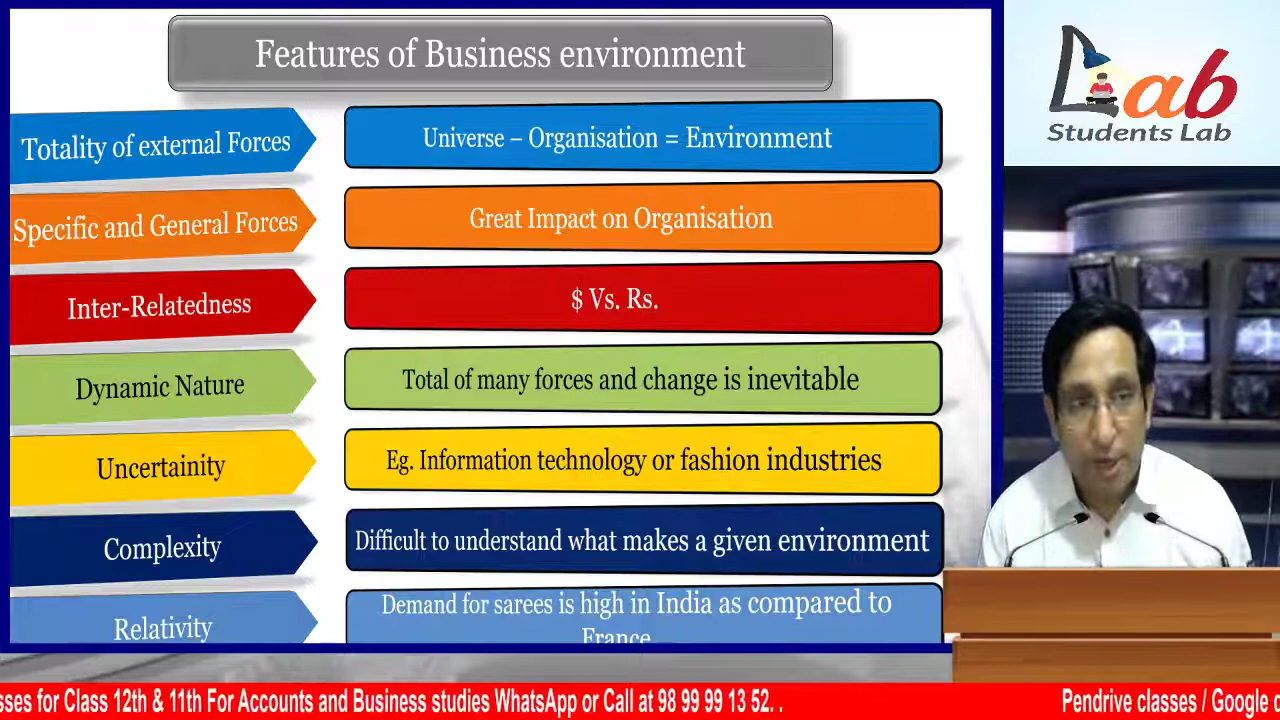 Features of Business environment
Totality of external Forces
Universe – Organisation = Environment
Specific and General Forces
Great Impact on Organisation
Inter-Relatedness
$ Vs. Rs.
Dynamic Nature
Total of many forces and change is inevitable
Uncertainity
Eg. Information technology or fashion industries
Complexity
Difficult to understand what makes a given environment
Relativity
Demand for sarees is high in India as compared to
France
Lab
Students Lab
sses for Class 12th & 11th For Accounts and Business studies WhatsApp or Call at 98 99 99 13 52. .
Pendrive classes / Google c